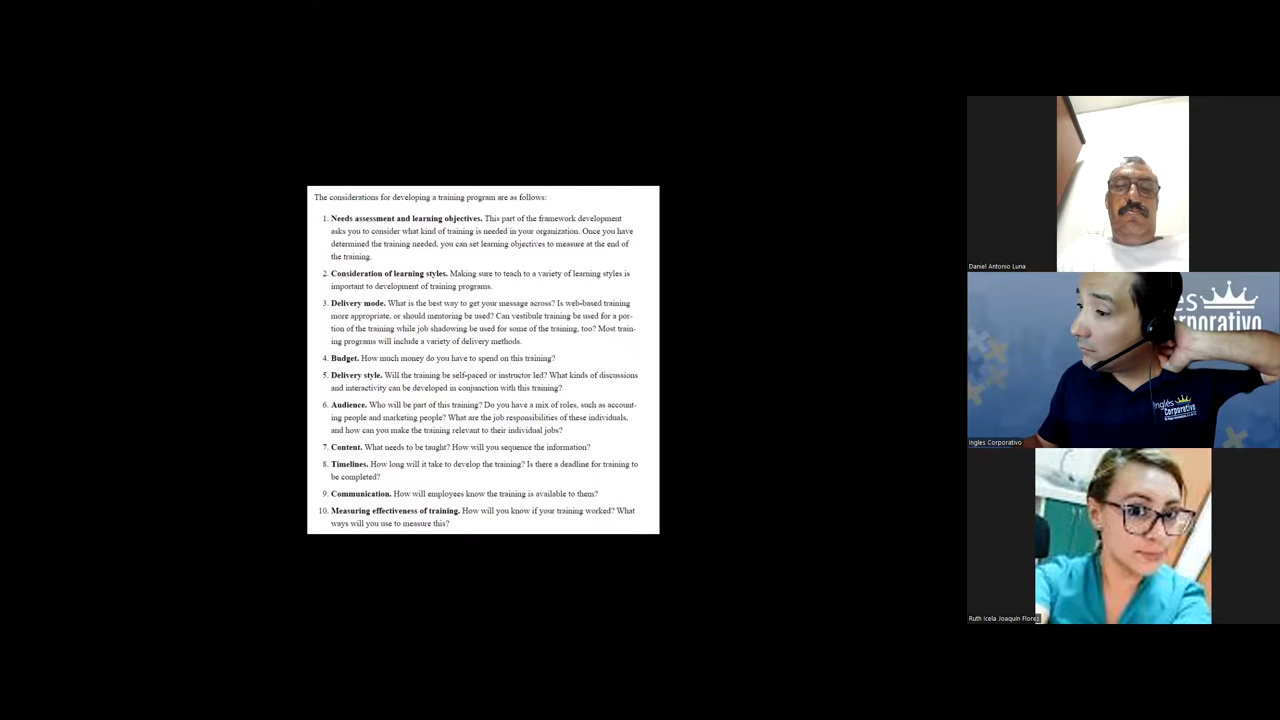 The considerations for developing a training program are as follows:
1. Needs assessment and learning objectives. This part of the framework development
asks you to consider what kind of training is needed in your organization. Once you have
determined the training needed, you can set learning objectives to measure at the end of
the training.
2. Consideration of learning styles. Making sure to teach to a variety of learning styles is
important to development of training programs.
3. Delivery mode. What is the best way to get your message across? Is web-based training
more appropriate, or should mentoring be used? Can vestibule training be used for a por-
tion of the training while job shadowing be used for some of the training, too? Most train-
ing programs will include a variety of delivery methods.
4. Budget. How much money do you have to spend on this training?
5. Delivery style. Will the training be self-paced or instructor led? What kinds of discussions
and interactivity can be developed in conjunction with this training?
6. Audience. Who will be part of this training? Do you have a mix of roles, such as account-
ing people and marketing people? What are the job responsibilities of these individuals,
and how can you make the training relevant to their individual jobs?
7. Content. What needs to be taught? How will you sequence the information?
8. Timelines. How long will it take to develop the training? Is there a deadline for training to
be completed?
9. Communication. How will employees know the training is available to them?
10. Measuring effectiveness of training. How will you know if your training worked? What
ways will you use to measure this?
Daniel Antonio Luna
es
rporativo
Inglés
Corporativo
Ingles Corporativo
Ruth Icela Joaquin Flores